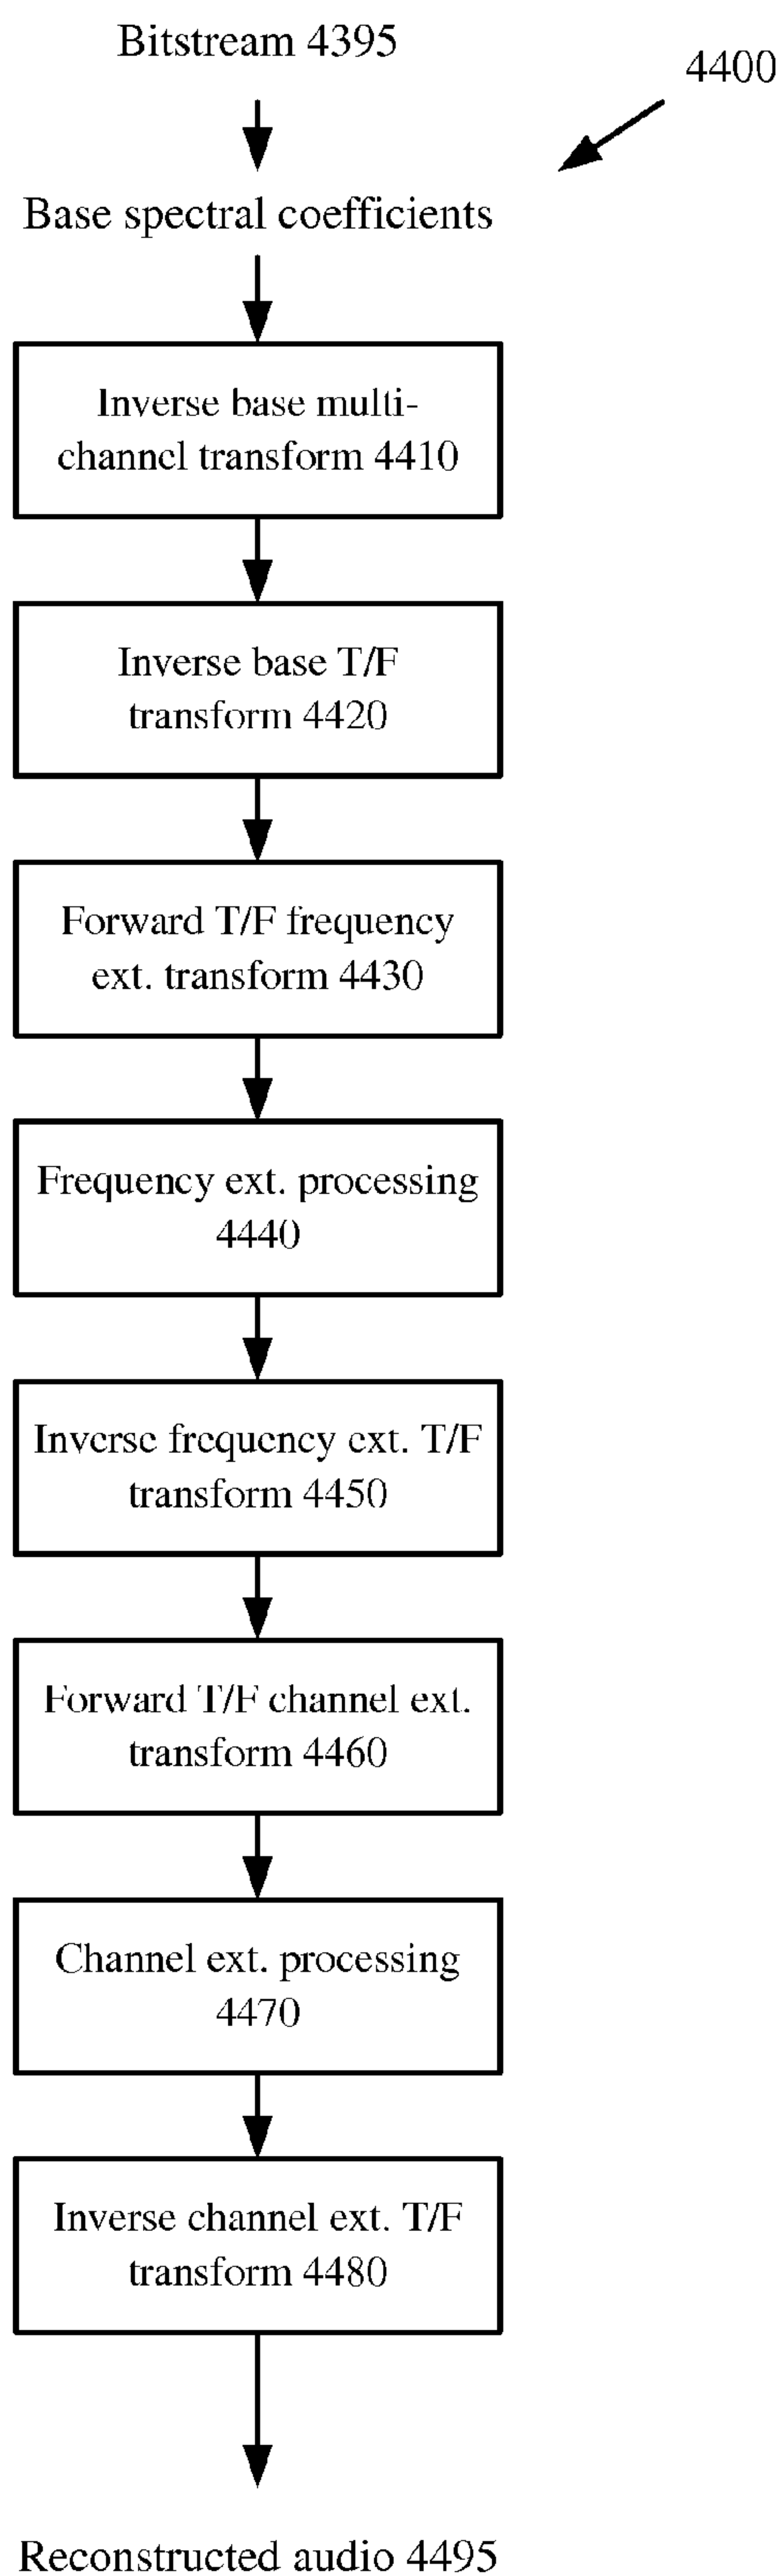 Bitstream 4395
4400
Base spectral coefficients
Inverse base multi-
channel transform 4410
Inverse base T/F
transform 4420
Forward T/F frequency
ext. transform 4430
Frequency ext. processing
4440
Inverse frequency ext. T/F
transform 4450
Forward T/F channel ext.
transform 4460
Channel ext. processing
4470
Inverse channel ext. T/F
transform 4480
Reconstructed audio 4495